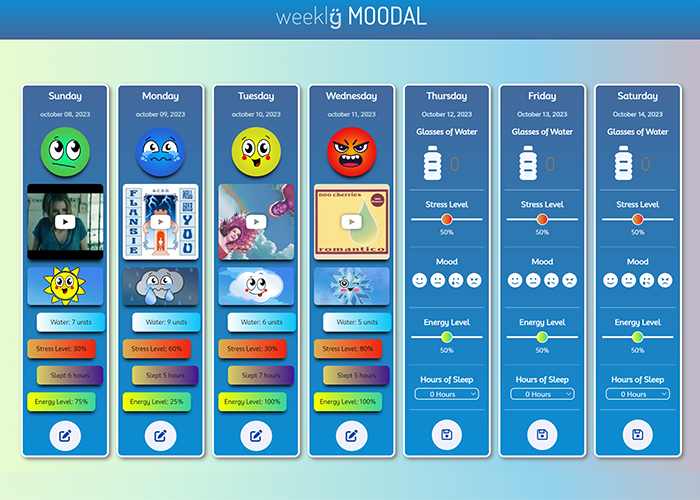 weekly MOODAL
Sunday
october 08, 2023
Water: 7 units
Stress Level: 30%
Slept 6 hours
Energy Level: 75%
Monday
october 09, 2023
FLANSIE
YOU
Water: 9 units
Stress Level: 60%
Slept 5 hours
Energy Level: 25%
Tuesday
october 10, 2023
Water: 6 units
Stress Level: 30%
Slept 7 hours
Energy Level: 100%
Wednesday
october 11, 2023
ooo cherries
romantico
Water: 5 units
Stress Level: 80%
Slept 5 hours
Energy Level: 100%
Thursday
October 12, 2023
Glasses of Water
0
Stress Level
50%
Mood
Energy Level
50%
Hours of Sleep
0 Hours
Friday
October 13, 2023
Glasses of Water
0
Stress Level
50%
Mood
Energy Level
50%
Hours of Sleep
0 Hours
Saturday
October 14, 2023
Glasses of Water
0
Stress Level
50%
Mood
Energy Level
50%
Hours of Sleep
0 Hours